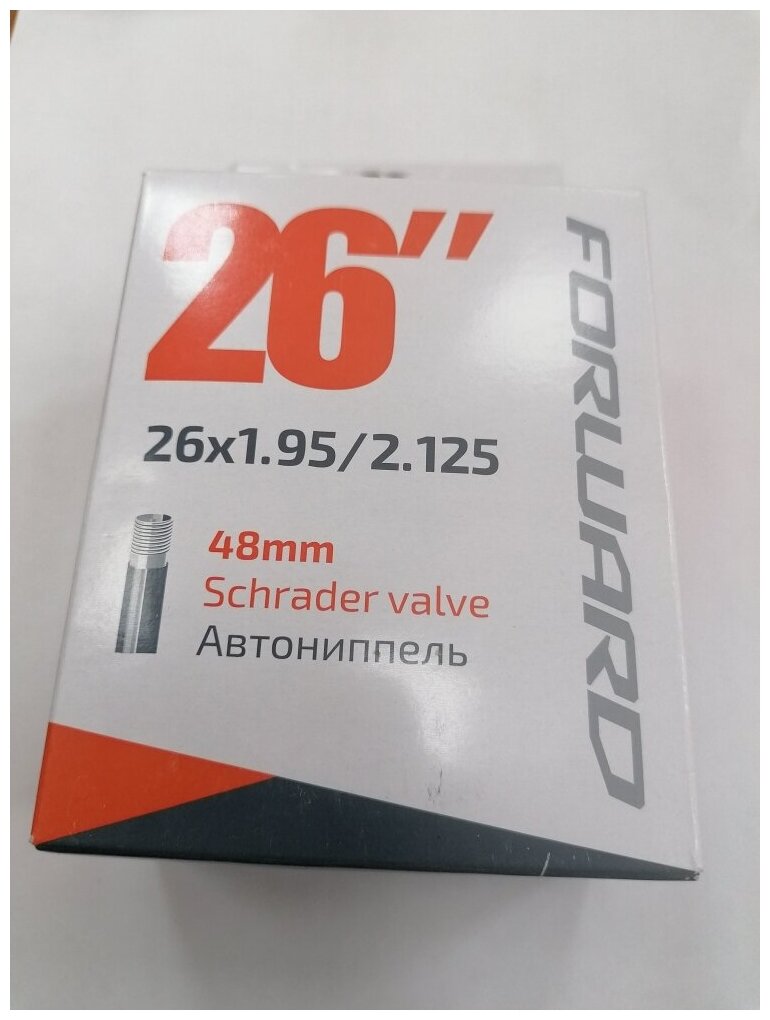 26"
26x1.95/2.125
48mm
Schrader valve
Автониппель
FORWARD